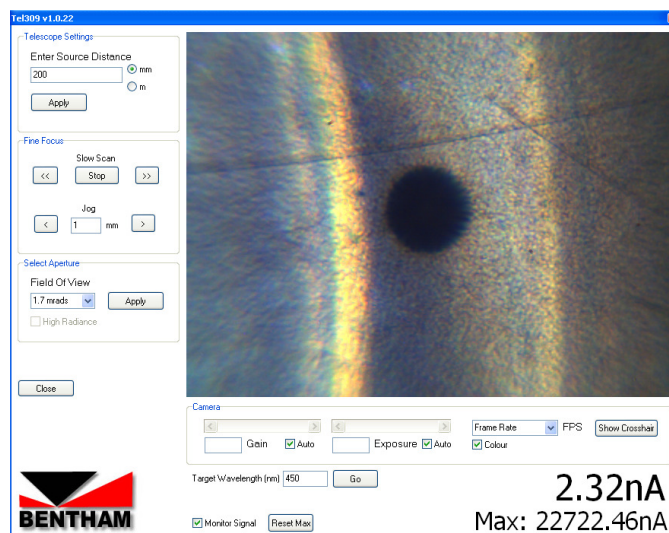 Tel309 v1.0.22
Telescope Settings
Enter Source Distance
200
mm
m
Apply
Fine Focus
Slow Scan
<< Stop >>
Jog
< 1 mm >
Select Aperture
Field Of View
1.7 mrads Apply
High Radiance
Close
Camera
Gain Auto Exposure Auto Frame Rate FPS Show Crosshair
Colour
Target Wavelength (nm) 450 Go
2.32nA
Monitor Signal Reset Max Max: 22722.46nA
BENTHAM